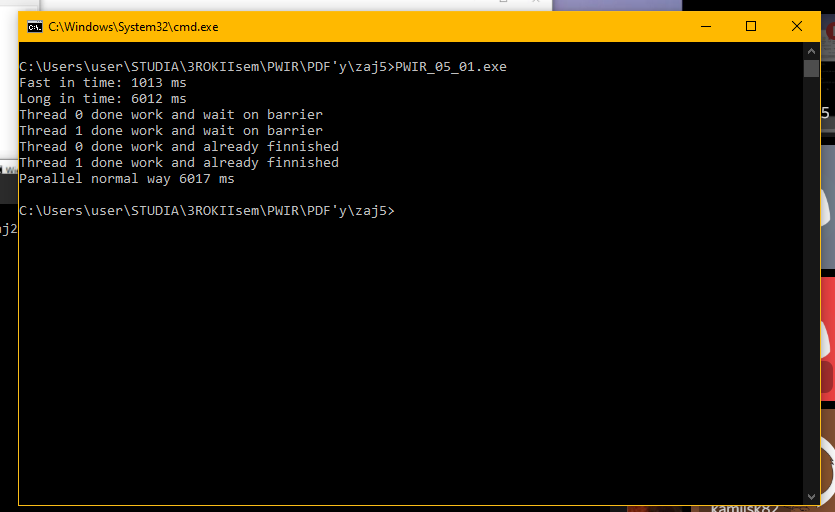 C:\Windows\System32\cmd.exe
C:\Users\user\STUDIA\3ROKIIsem\PWIR\PDF'y\zaj5>PWIR_05_01.exe
Fast in time: 1013 ms
Long in time: 6012 ms
Thread 0 done work and wait on barrier
Thread 1 done work and wait on barrier
Thread 0 done work and already finnished
Thread 1 done work and already finnished
Parallel normal way 6017 ms
C:\Users\user\STUDIA\3ROKIIsem\PWIR\PDF'y\zaj5>
5
j2
kamilsk82